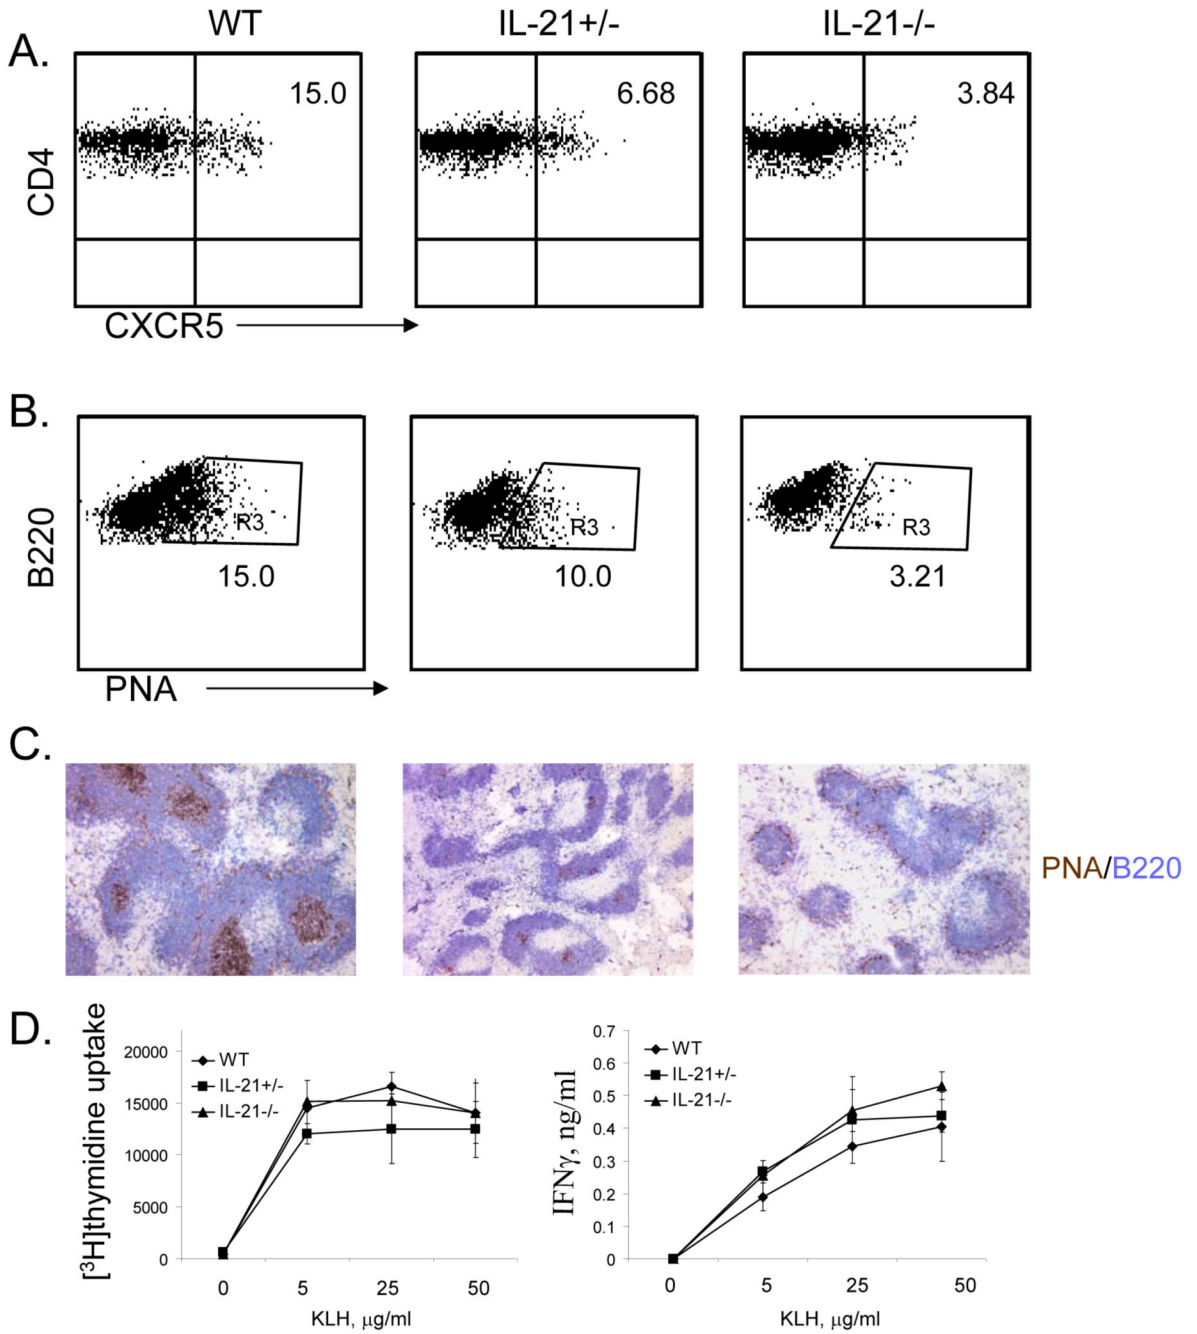 WT IL-21+/- IL-21-/-
A.
15.0 6.68 3.84
CD4
CXCR5
B.
R3 R3 R3
15.0 10.0 3.21
B220
PNA
C.
PNA/B220
D.
[³H]thymidine uptake
20000
15000
10000
5000
0
WT
IL-21+/-
IL-21-/-
0 5 25 50
KLH, μg/ml
IFNγ, ng/ml
0.7
0.6
0.5
0.4
0.3
0.2
0.1
0
WT
IL-21+/-
IL-21-/-
0 5 25 50
KLH, μg/ml